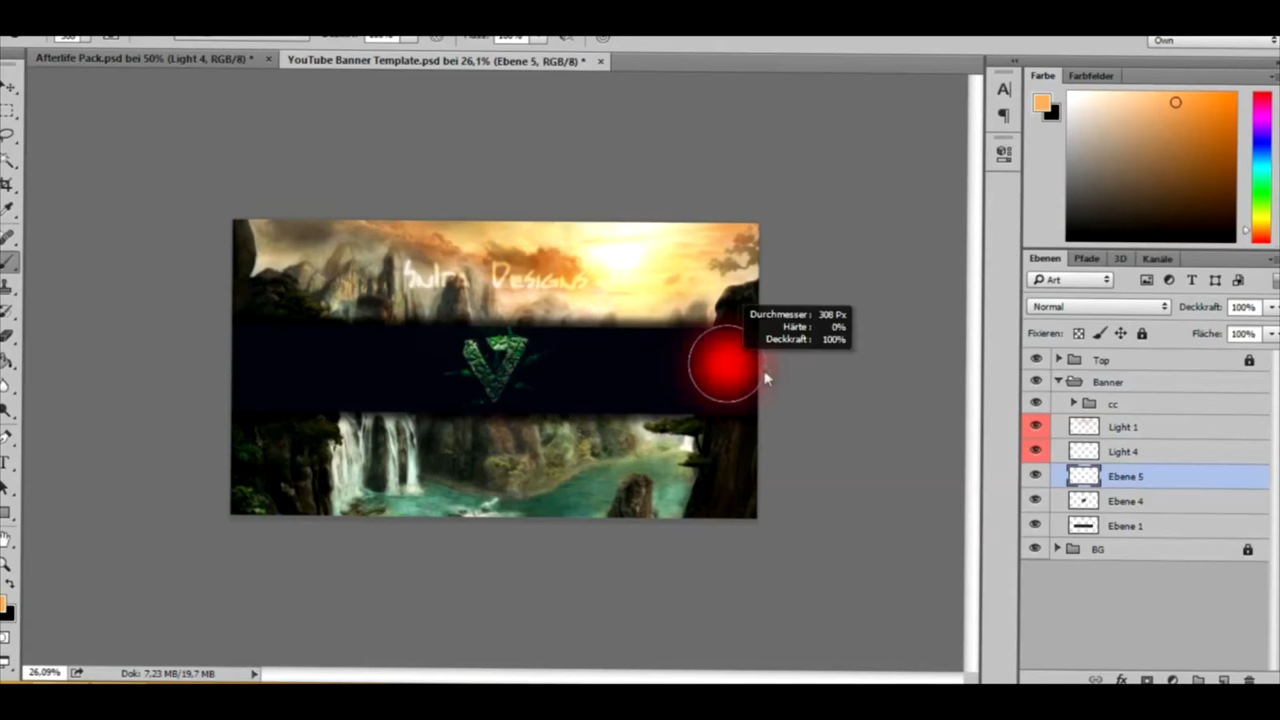 Own
Afterlife Pack.psd bei 50% (Light 4, RGB/8) * ×
YouTube Banner Template.psd bei 26,1% (Ebene 5, RGB/8) * ×
Farbe Farbfelder
Sulfa Designs
Durchmesser: 308 Px
Härte: 0%
Deckkraft: 100%
Ebenen Pfade 3D Kanäle
Art
Normal Deckkraft: 100%
Fixieren: Fläche: 100%
Top
Banner
cc
Light 1
Light 4
Ebene 5
Ebene 4
Ebene 1
BG
26,09% Dok: 7,23 MB/19,7 MB